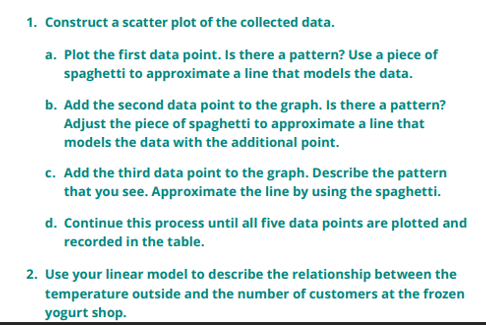 1. Construct a scatter plot of the collected data.
a. Plot the first data point. Is there a pattern? Use a piece of
spaghetti to approximate a line that models the data.
b. Add the second data point to the graph. Is there a pattern?
Adjust the piece of spaghetti to approximate a line that
models the data with the additional point.
c. Add the third data point to the graph. Describe the pattern
that you see. Approximate the line by using the spaghetti.
d. Continue this process until all five data points are plotted and
recorded in the table.
2. Use your linear model to describe the relationship between the
temperature outside and the number of customers at the frozen
yogurt shop.